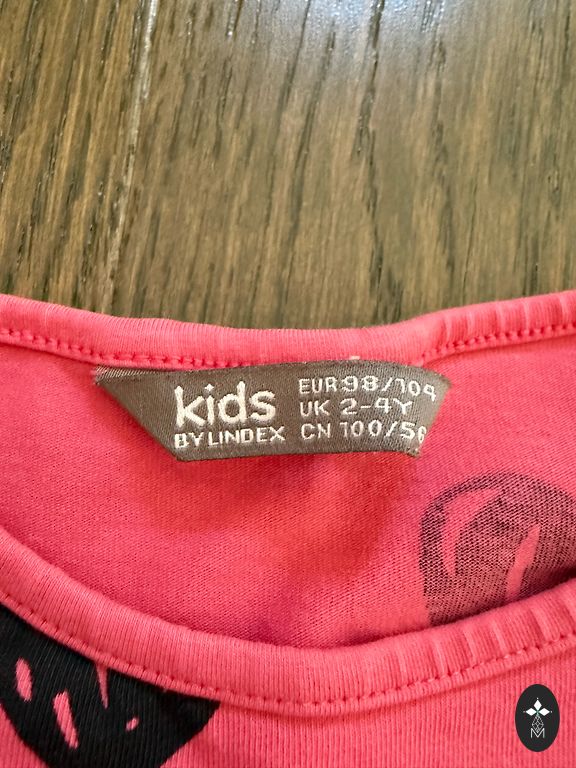 kids
BY LINDEX
EUR 98/104
UK 2-4Y
CN 100/56
M